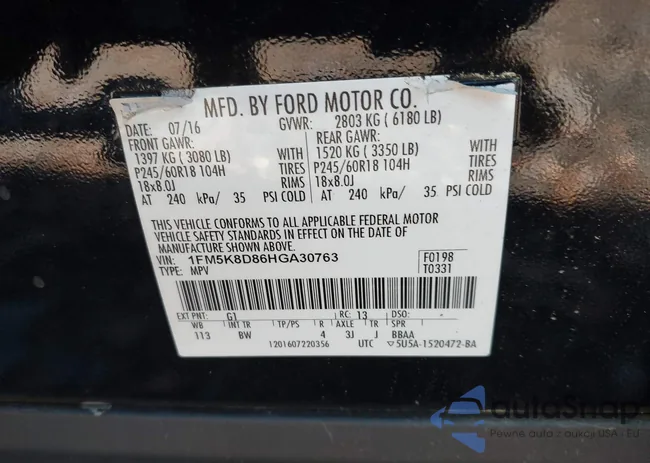 MFD. BY FORD MOTOR CO.
DATE: 07/16 GVWR: 2803 KG ( 6180 LB)
FRONT GAWR: REAR GAWR:
1397 KG ( 3080 LB) WITH 1520 KG ( 3350 LB) WITH
P245/60R18 104H TIRES P245/60R18 104H TIRES
18x8.0J RIMS 18x8.0J RIMS
AT 240 kPa/ 35 PSI COLD AT 240 kPa/ 35 PSI COLD
THIS VEHICLE CONFORMS TO ALL APPLICABLE FEDERAL MOTOR
VEHICLE SAFETY STANDARDS IN EFFECT ON THE DATE OF
MANUFACTURE SHOWN ABOVE.
VIN: 1FM5K8D86HGA30763 F0198
TYPE: MPV T0331
EXT PNT: G1 RC: 13 DSO: -
WB INT TR TP/PS R AXLE TR SPR
113 BW 4 3J J BBAA
1201607220356 UTC 5U5A-1520472-BA
autoSnap
Pewne auta z aukcji USA - EU